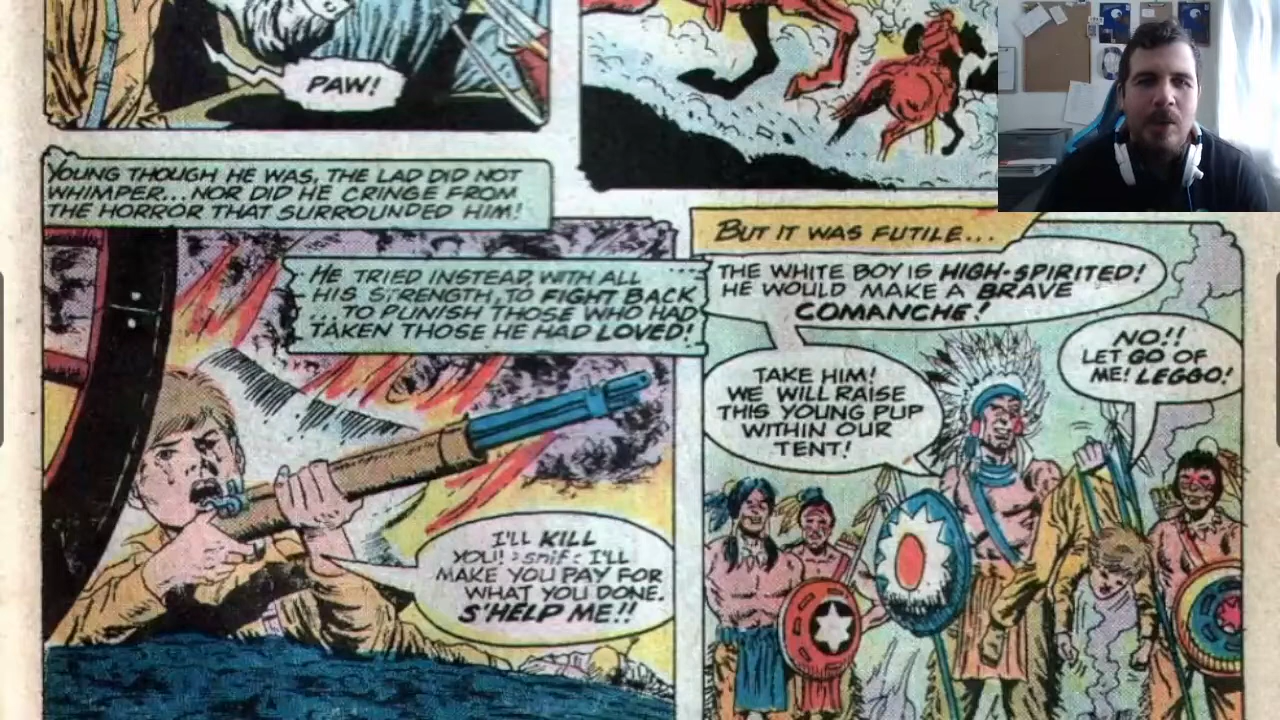 PAW!
YOUNG THOUGH HE WAS, THE LAD DID NOT
WHIMPER... NOR DID HE CRINGE FROM
THE HORROR THAT SURROUNDED HIM!
HE TRIED INSTEAD, WITH ALL
HIS STRENGTH, TO FIGHT BACK
...TO PUNISH THOSE WHO HAD
TAKEN THOSE HE HAD LOVED!
I'LL KILL
YOU!! :snif: I'LL
MAKE YOU PAY FOR
WHAT YOU DONE.
S'HELP ME!!
BUT IT WAS FUTILE...
THE WHITE BOY IS HIGH-SPIRITED!
HE WOULD MAKE A BRAVE
COMANCHE!
TAKE HIM!
WE WILL RAISE
THIS YOUNG PUP
WITHIN OUR
TENT!
NO!!
LET GO OF
ME! LEGGO!